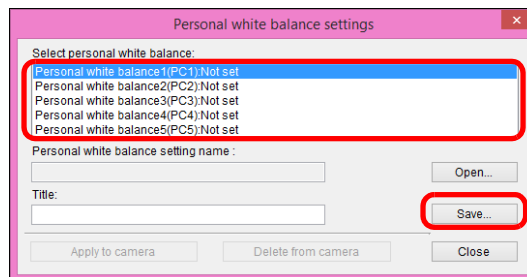 Personal white balance settings
Select personal white balance:
Personal white balance1(PC1):Not set
Personal white balance2(PC2):Not set
Personal white balance3(PC3):Not set
Personal white balance4(PC4):Not set
Personal white balance5(PC5):Not set
Personal white balance setting name :
Open...
Title:
Save...
Apply to camera Delete from camera Close